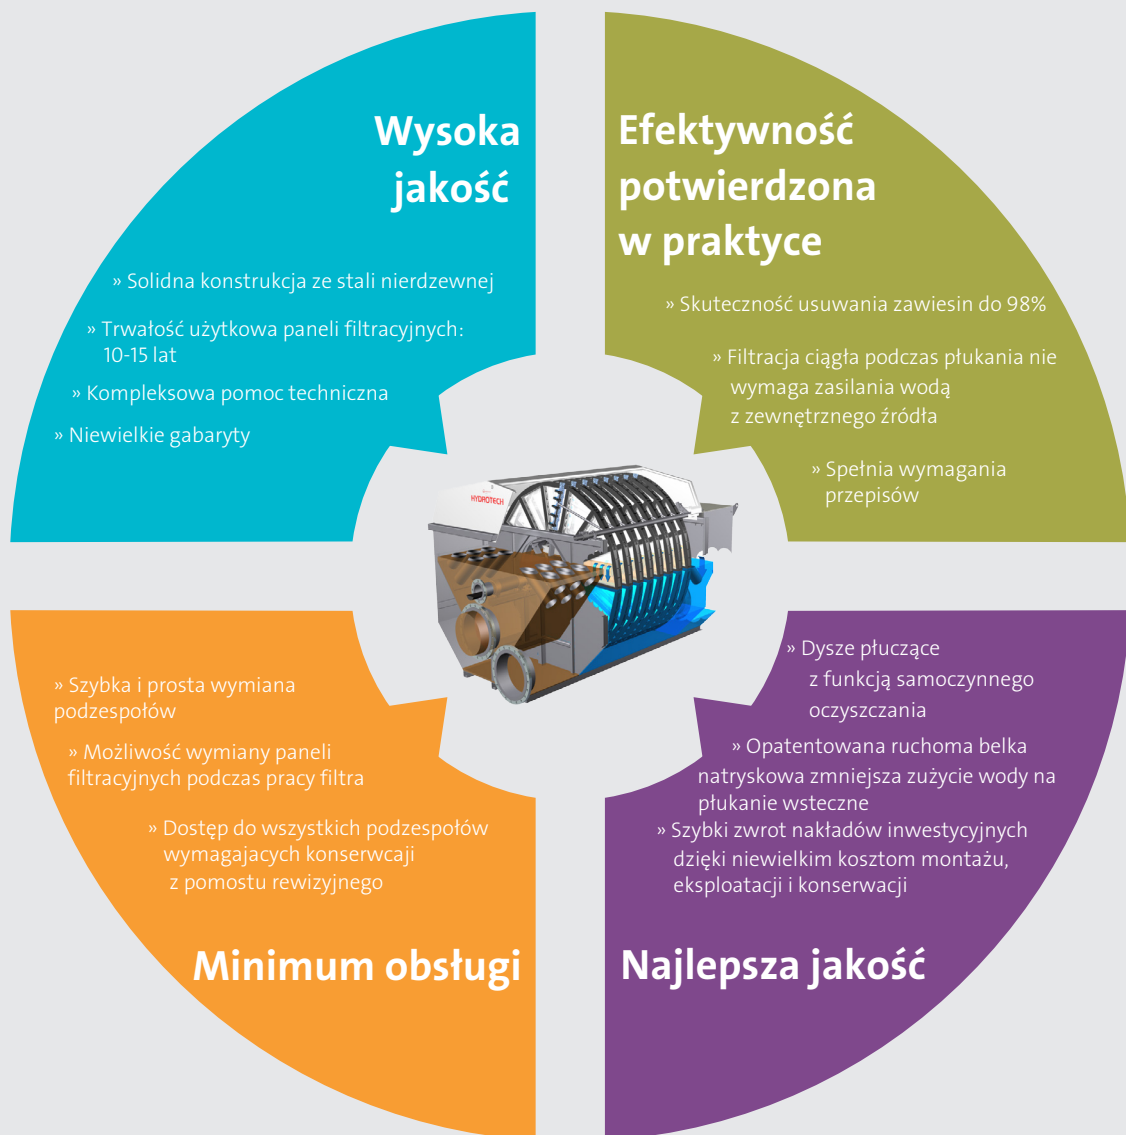 Wysoka
jakość
» Solidna konstrukcja ze stali nierdzewnej
» Trwałość użytkowa paneli filtracyjnych:
10-15 lat
» Kompleksowa pomoc techniczna
» Niewielkie gabaryty
Efektywność
potwierdzona
w praktyce
» Skuteczność usuwania zawiesin do 98%
» Filtracja ciągła podczas płukania nie
wymaga zasilania wodą
z zewnętrznego źródła
» Spełnia wymagania
przepisów
HYDROTECH
» Szybka i prosta wymiana
podzespołów
» Możliwość wymiany paneli
filtracyjnych podczas pracy filtra
» Dostęp do wszystkich podzespołów
wymagajacych konserwcaji
z pomostu rewizyjnego
Minimum obsługi
» Dysze płuczące
z funkcją samoczynnego
oczyszczania
» Opatentowana ruchoma belka
natryskowa zmniejsza zużycie wody na
płukanie wsteczne
» Szybki zwrot nakładów inwestycyjnych
dzięki niewielkim kosztom montażu,
eksploatacji i konserwacji
Najlepsza jakość